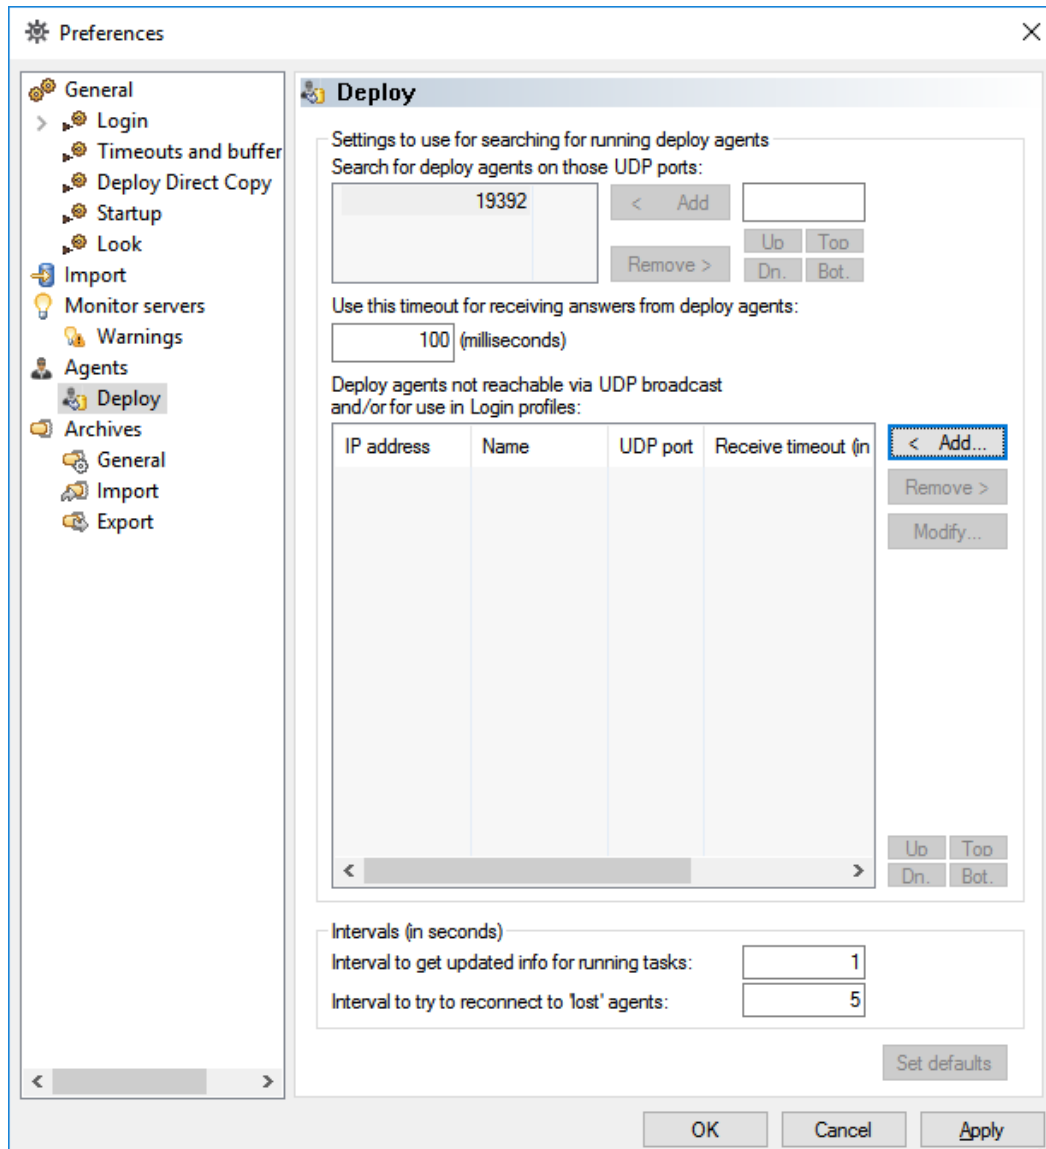 Preferences
General
Login
Timeouts and buffer
Deploy Direct Copy
Startup
Look
Import
Monitor servers
Warnings
Agents
Deploy
Archives
General
Import
Export
Deploy
Settings to use for searching for running deploy agents
Search for deploy agents on those UDP ports:
19392
< Add
Remove >
Up Top
Dn. Bot.
Use this timeout for receiving answers from deploy agents:
100 (milliseconds)
Deploy agents not reachable via UDP broadcast
and/or for use in Login profiles:
IP address Name UDP port Receive timeout (in
< Add...
Remove >
Modify...
Up Top
Dn. Bot.
Intervals (in seconds)
Interval to get updated info for running tasks: 1
Interval to try to reconnect to 'lost' agents: 5
Set defaults
OK Cancel Apply